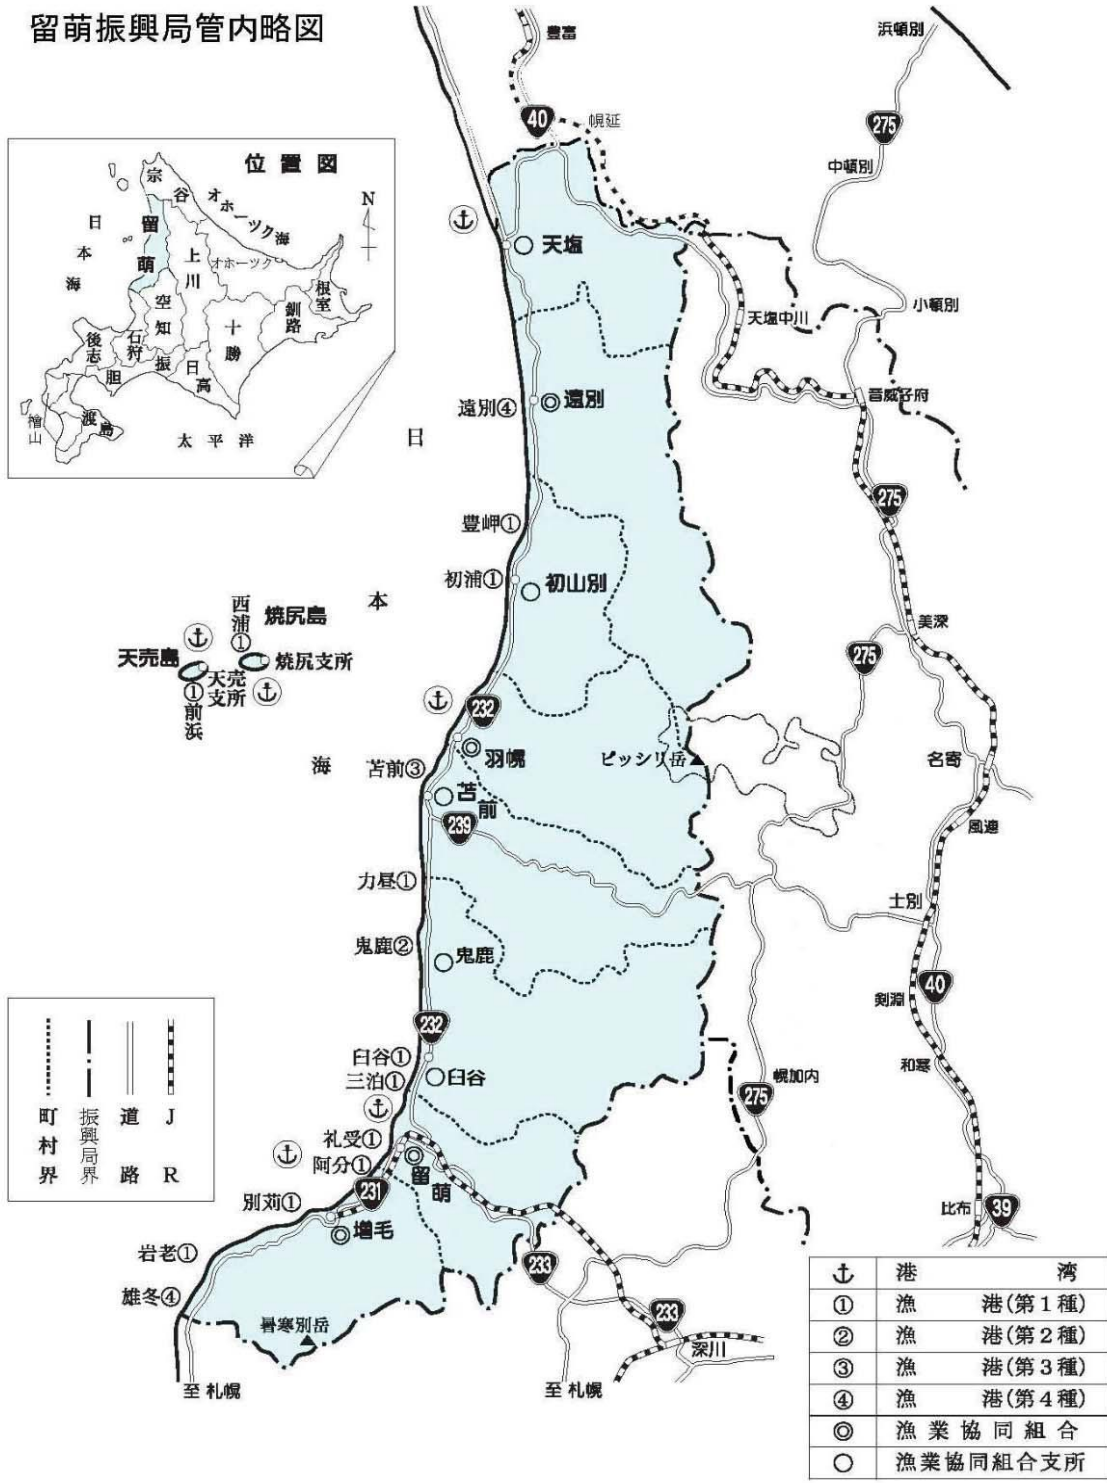 留萌振興局管内略図
豊富
浜頓別
40
幌延
275
中頓別
位置図
N
宗谷
オホーツク海
日本海
留萌
上川
オホーツク
根室
釧路
空知
十勝
石狩
後志
胆振
日高
渡島
檜山
太平洋
天塩
小頓別
天塩中川
音威子府
遠別④
遠別
日本海
275
豊岬①
初浦①
初山別
美深
西浦①
焼尻島
天売島
焼尻支所
天売支所
①前浜
275
232
羽幌
ピッシリ岳
名寄
苫前③
苫前
239
風連
力昼①
士別
鬼鹿②
鬼鹿
40
剣淵
232
和寒
臼谷①
三泊①
臼谷
幌加内
275
礼受①
阿分①
留萌
231
別苅①
増毛
比布
39
岩老①
233
雄冬④
暑寒別岳
233
深川
至札幌
至札幌
町村界
振興局界
道路
JR
港湾
① 漁港(第1種)
② 漁港(第2種)
③ 漁港(第3種)
④ 漁港(第4種)
◎ 漁業協同組合
○ 漁業協同組合支所